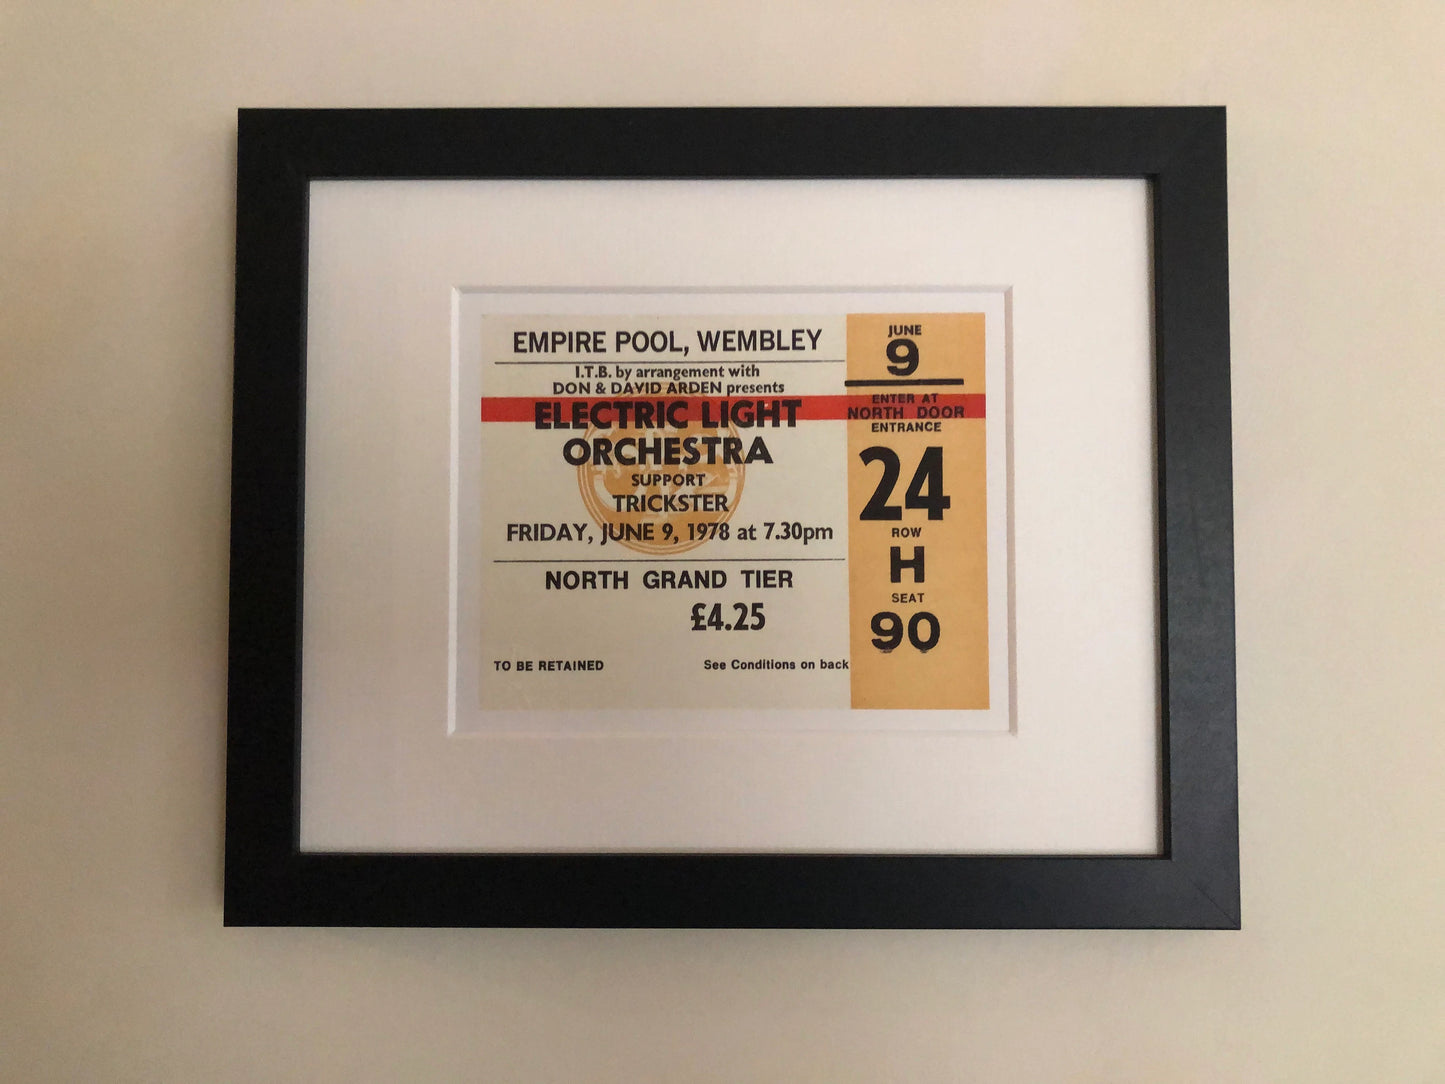 EMPIRE POOL, WEMBLEY
I.T.B. by arrangement with
DON & DAVID ARDEN presents
ELECTRIC LIGHT
ORCHESTRA
SUPPORT
TRICKSTER
FRIDAY, JUNE 9, 1978 at 7.30pm
NORTH GRAND TIER
£4.25
TO BE RETAINED
See Conditions on back
JUNE
9
ENTER AT
NORTH DOOR
ENTRANCE
24
ROW
H
SEAT
90